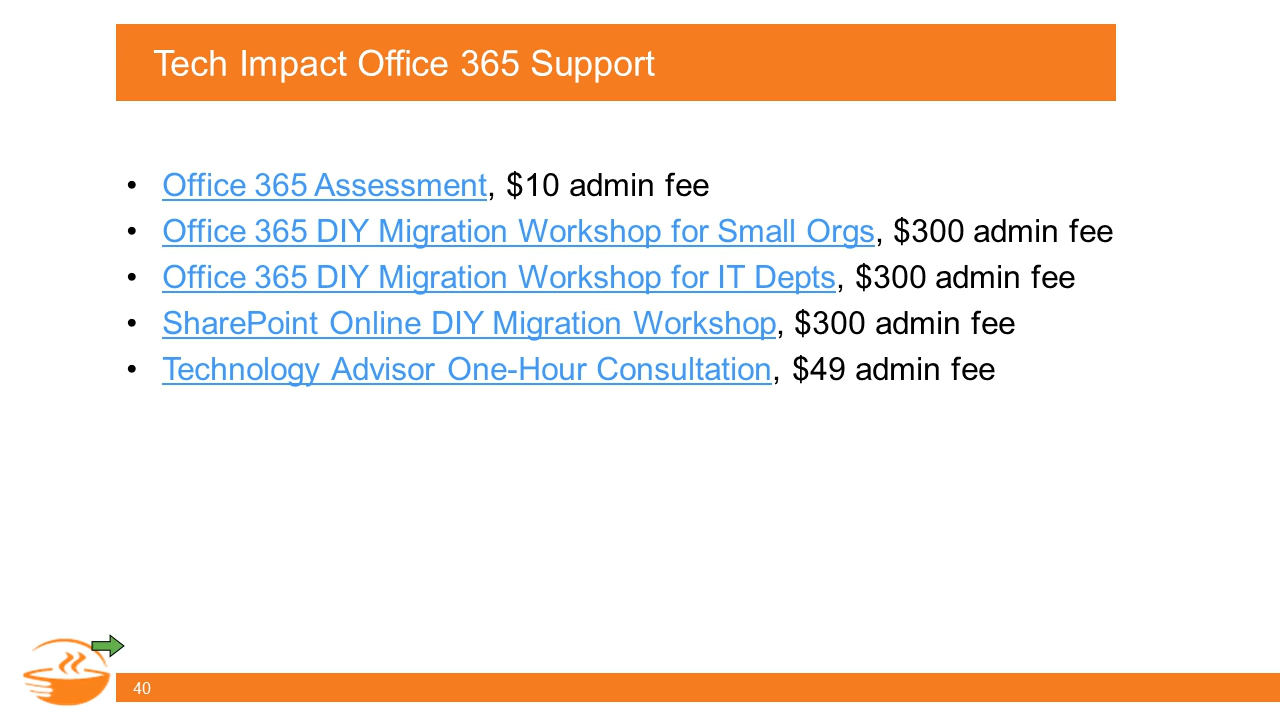 Tech Impact Office 365 Support
• Office 365 Assessment, $10 admin fee
• Office 365 DIY Migration Workshop for Small Orgs, $300 admin fee
• Office 365 DIY Migration Workshop for IT Depts, $300 admin fee
• SharePoint Online DIY Migration Workshop, $300 admin fee
• Technology Advisor One-Hour Consultation, $49 admin fee
40